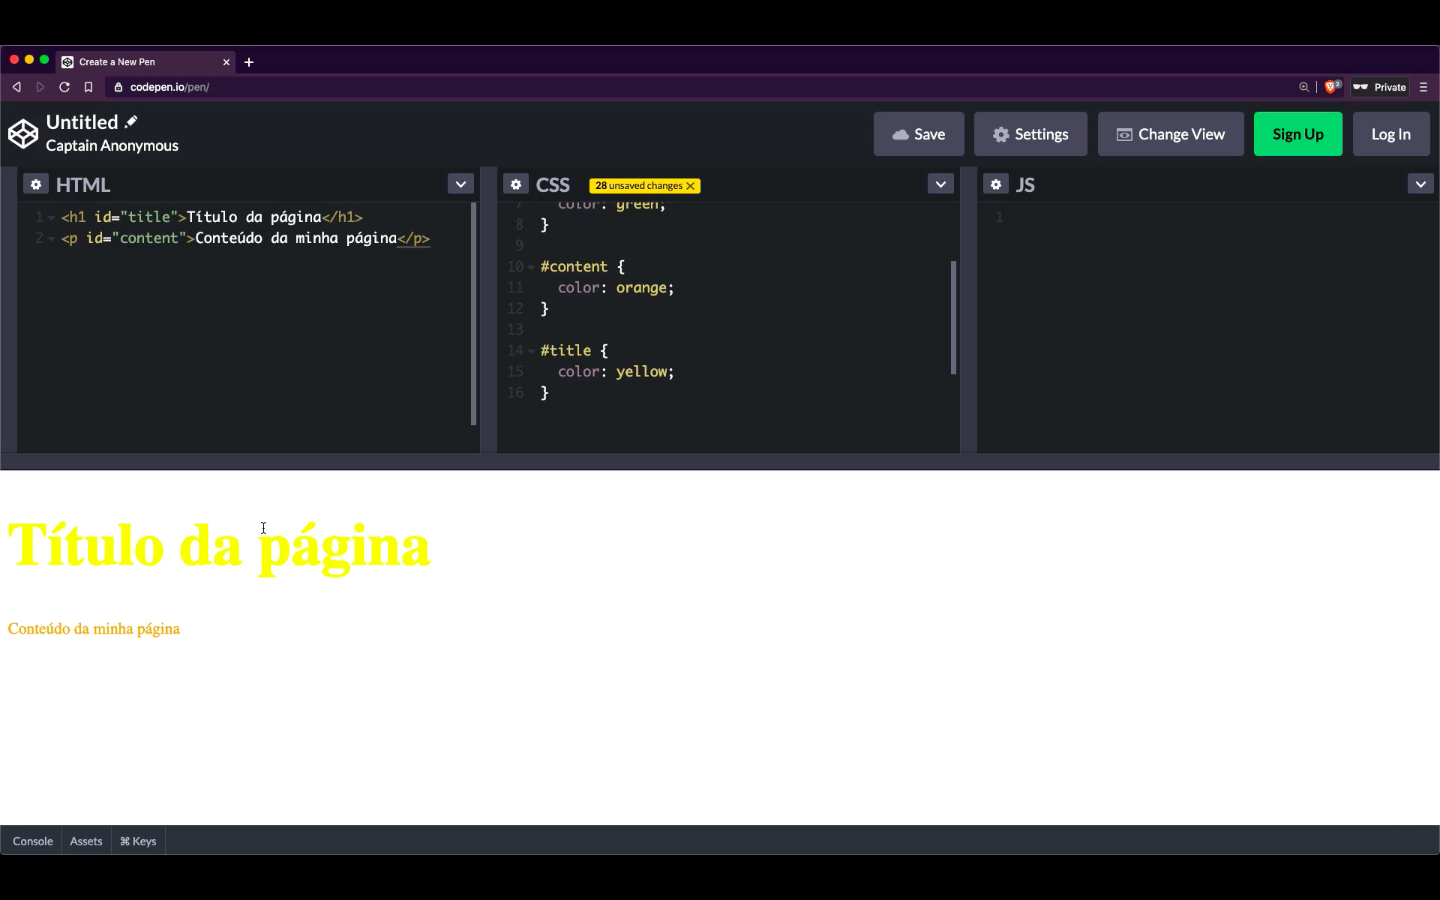 Create a New Pen
codepen.io/pen/
2
Private
Untitled
Captain Anonymous
Save
Settings
Change View
Sign Up
Log In
HTML
1 <h1 id="title">Título da página</h1>
2 <p id="content">Conteúdo da minha página</p>
CSS
28 unsaved changes
7 color: green;
8 }
9
10 #content {
11 color: orange;
12 }
13
14 #title {
15 color: yellow;
16 }
JS
1
Título da página
Conteúdo da minha página
Console
Assets
⌘ Keys